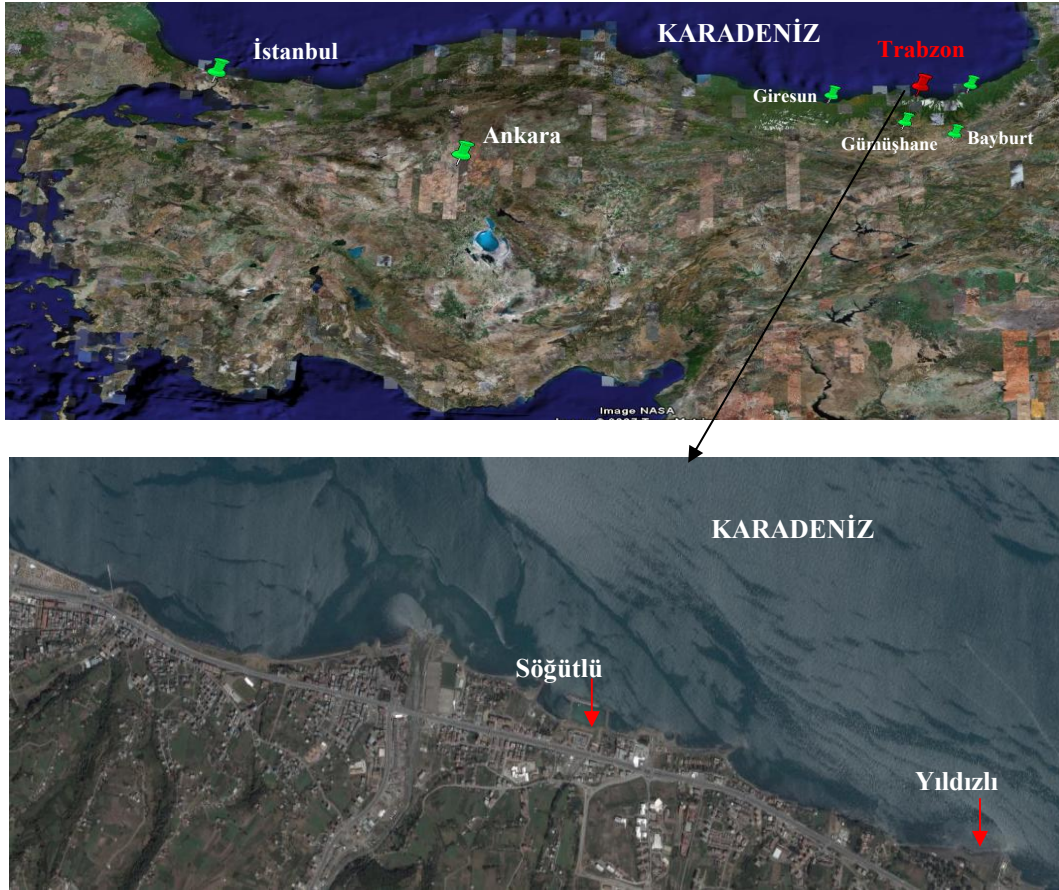 KARADENİZ
İstanbul
Trabzon
Giresun
Ankara
Gümüşhane
Bayburt
Image NASA
KARADENİZ
Söğütlü
Yıldızlı